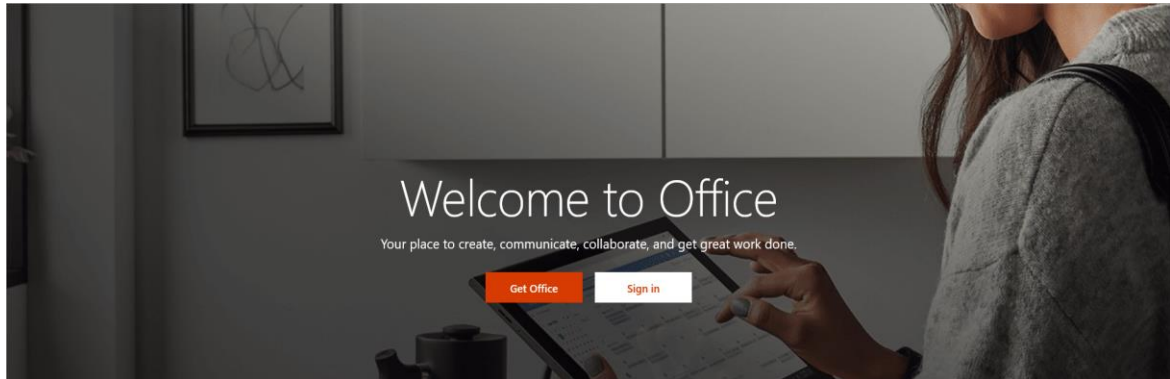 Welcome to Office
Your place to create, communicate, collaborate, and get great work done.
Get Office
Sign in